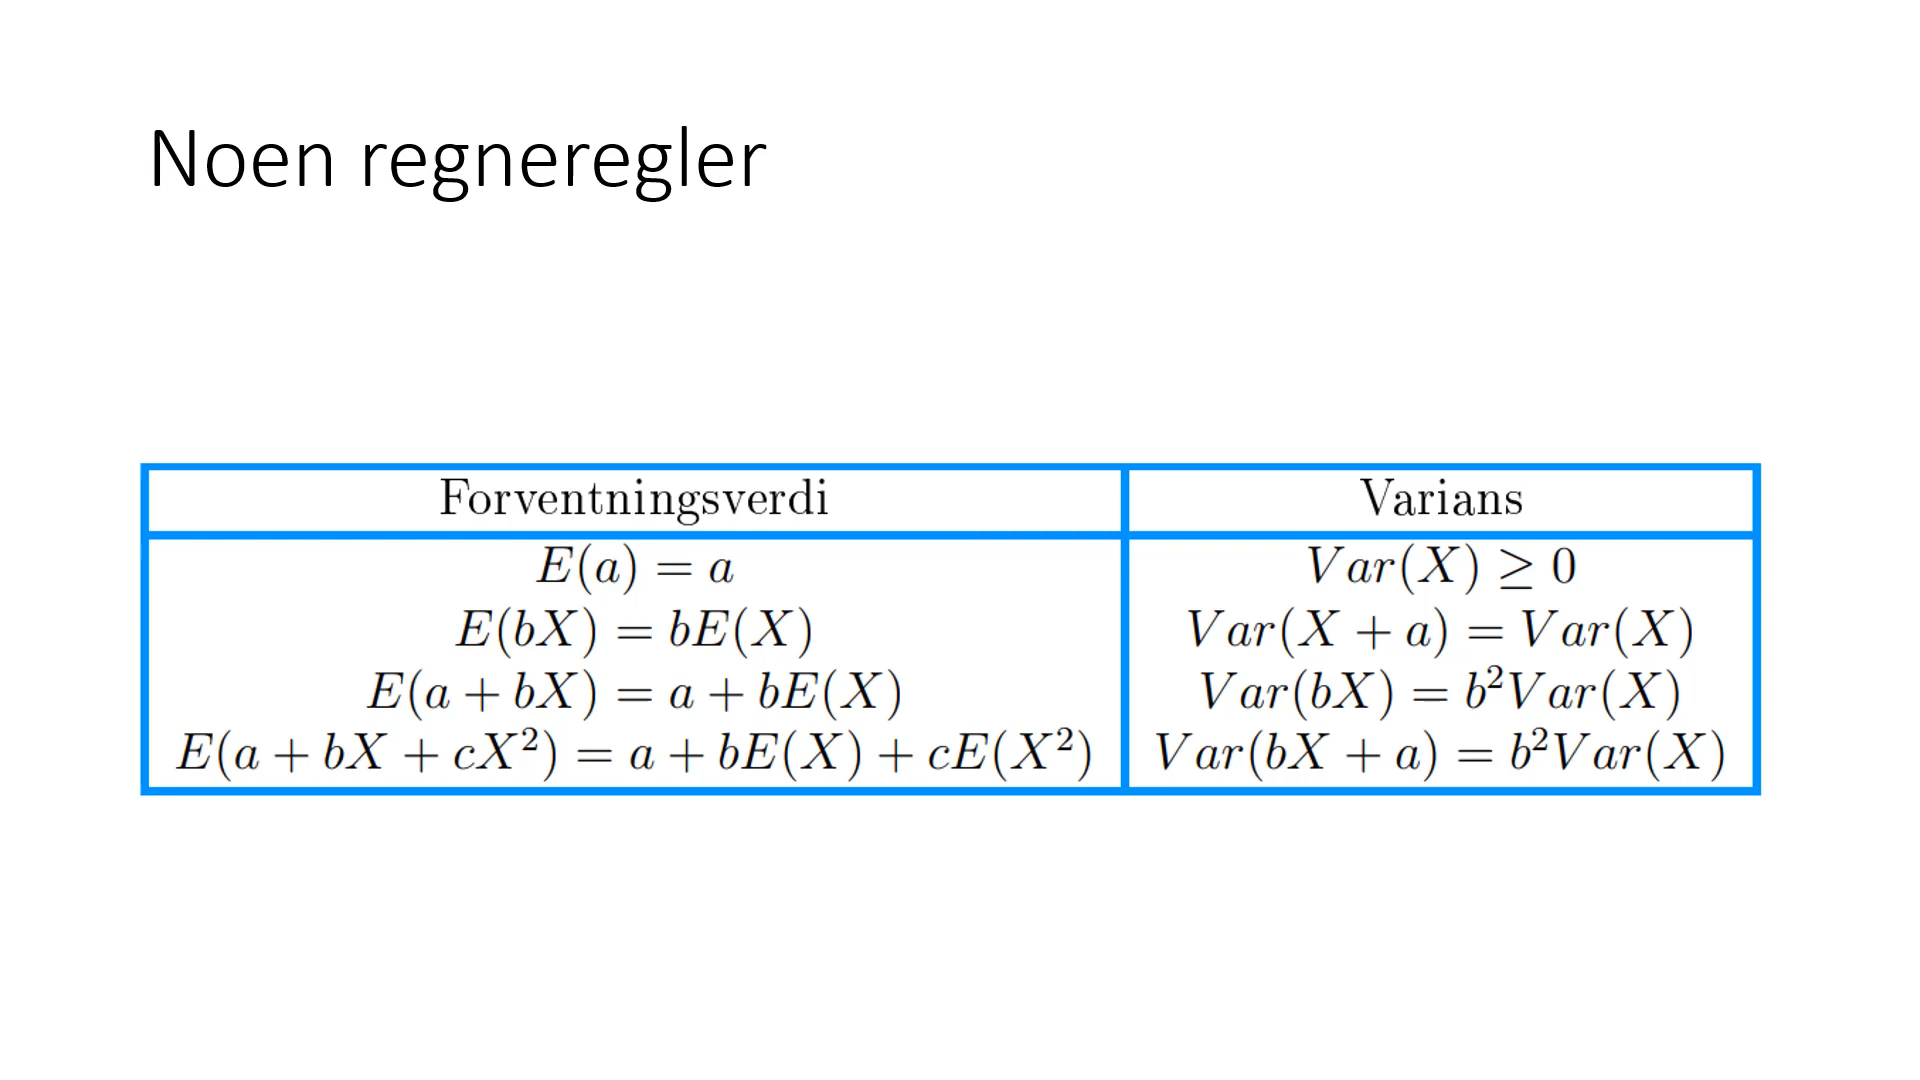 Noen regneregler
Forventningsverdi Varians
E(a) = a Var(X) ≥ 0
E(bX) = bE(X) Var(X + a) = Var(X)
E(a + bX) = a + bE(X) Var(bX) = b²Var(X)
E(a + bX + cX²) = a + bE(X) + cE(X²) Var(bX + a) = b²Var(X)